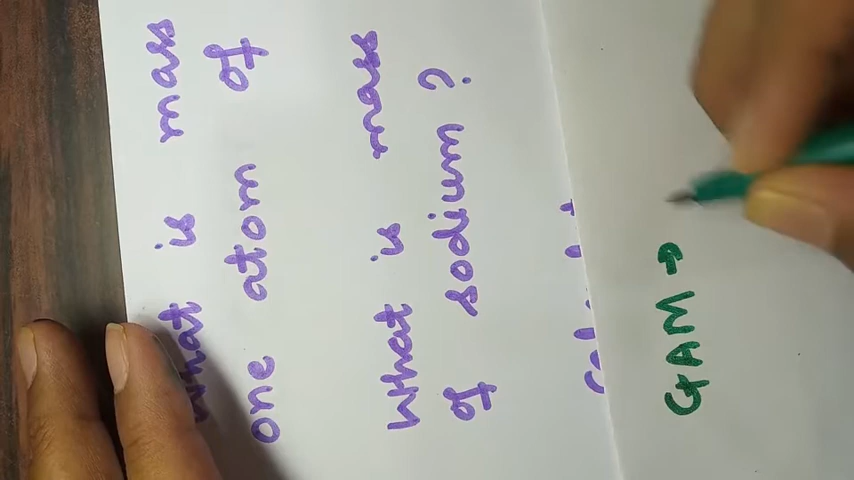 What is mass
one atom of
What is mass
of sodium?
GAM →